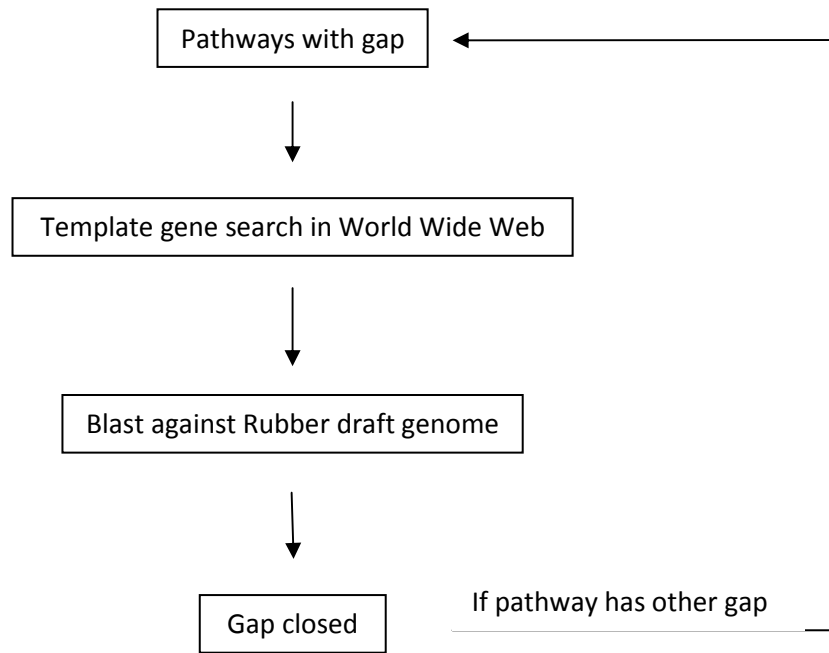 Pathways with gap
Template gene search in World Wide Web
Blast against Rubber draft genome
If pathway has other gap
Gap closed